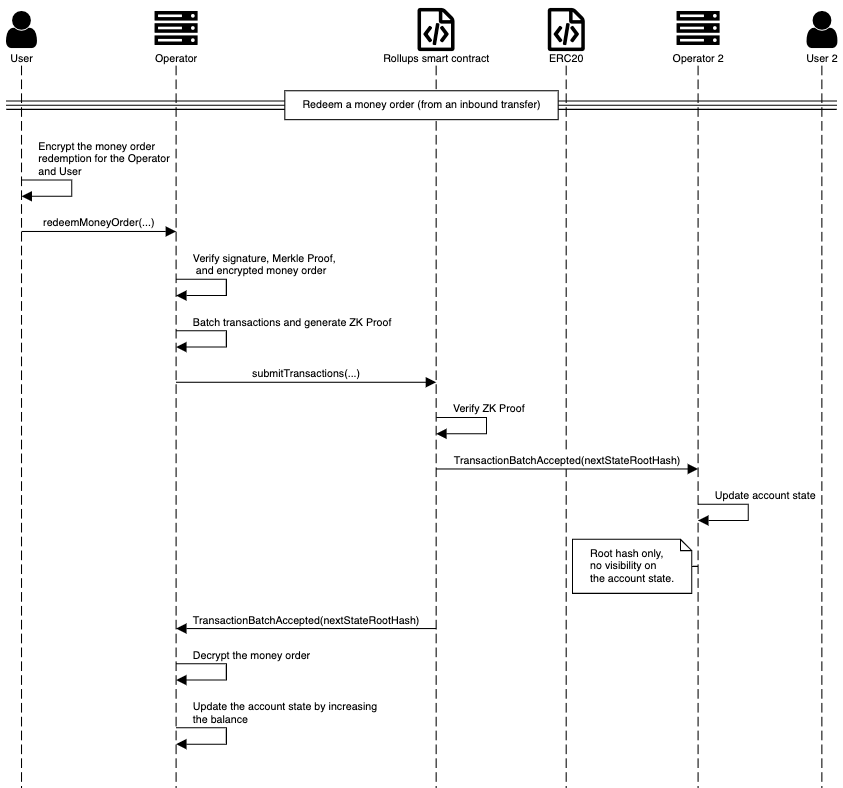 User
Operator
Rollups smart contract
ERC20
Operator 2
User 2
Redeem a money order (from an inbound transfer)
Encrypt the money order
redemption for the Operator
and User
redeemMoneyOrder(...)
Verify signature, Merkle Proof,
and encrypted money order
Batch transactions and generate ZK Proof
submitTransactions(...)
Verify ZK Proof
TransactionBatchAccepted(nextStateRootHash)
Update account state
Root hash only,
no visibility on
the account state.
TransactionBatchAccepted(nextStateRootHash)
Decrypt the money order
Update the account state by increasing
the balance